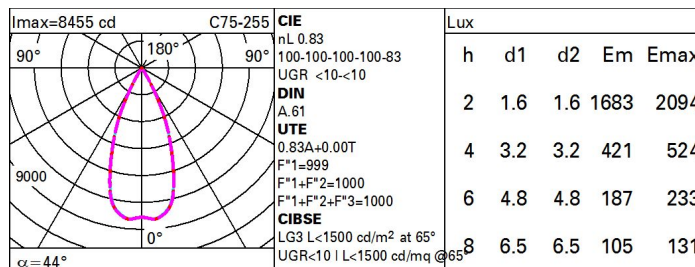 Imax=8455 cd C75-255
90° 180° 90°
9000
0°
α=44°
CIE
nL 0.83
100-100-100-100-83
UGR <10-<10
DIN
A.61
UTE
0.83A+0.00T
F"1=999
F"1+F"2=1000
F"1+F"2+F"3=1000
CIBSE
LG3 L<1500 cd/m² at 65°
UGR<10 | L<1500 cd/mq @65°
Lux
h d1 d2 Em Emax
2 1.6 1.6 1683 2094
4 3.2 3.2 421 524
6 4.8 4.8 187 233
8 6.5 6.5 105 131